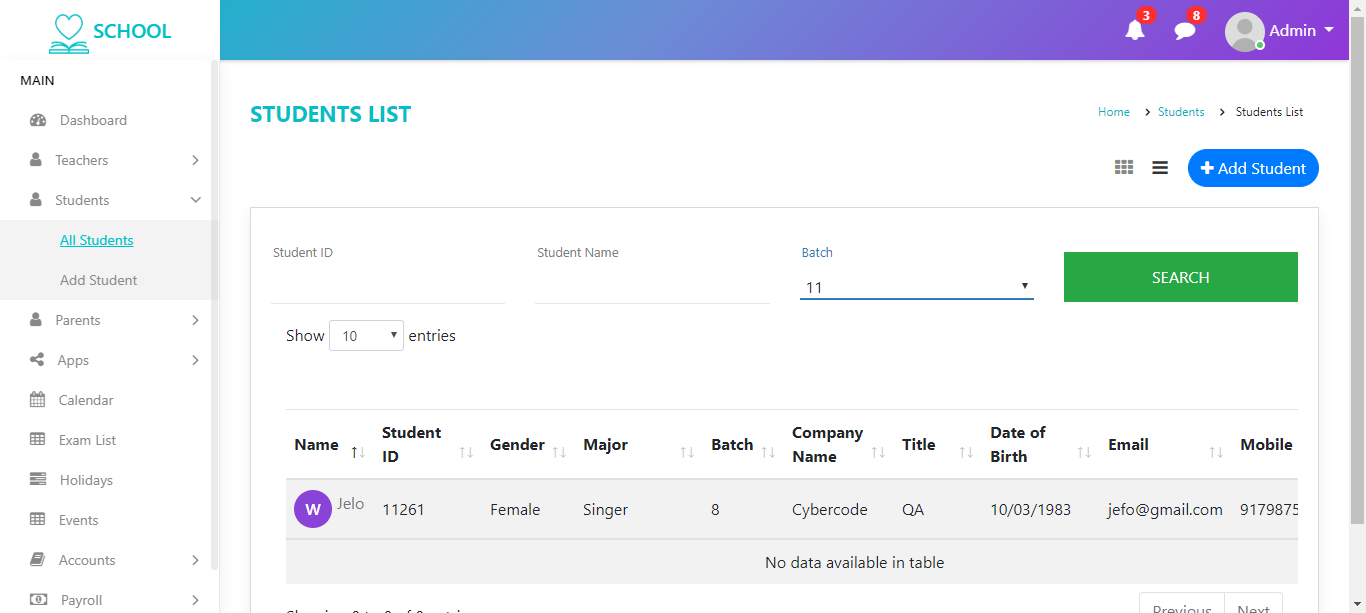 SCHOOL
3
8
Admin
MAIN
Dashboard
Teachers
Students
All Students
Add Student
Parents
Apps
Calendar
Exam List
Holidays
Events
Accounts
Payroll
STUDENTS LIST
Home > Students > Students List
Add Student
Student ID
Student Name
Batch
11
SEARCH
Show 10 entries
Name Student ID Gender Major Batch Company Name Title Date of Birth Email Mobile
W Jelo 11261 Female Singer 8 Cybercode QA 10/03/1983 jefo@gmail.com 9179875
No data available in table
Previous Next